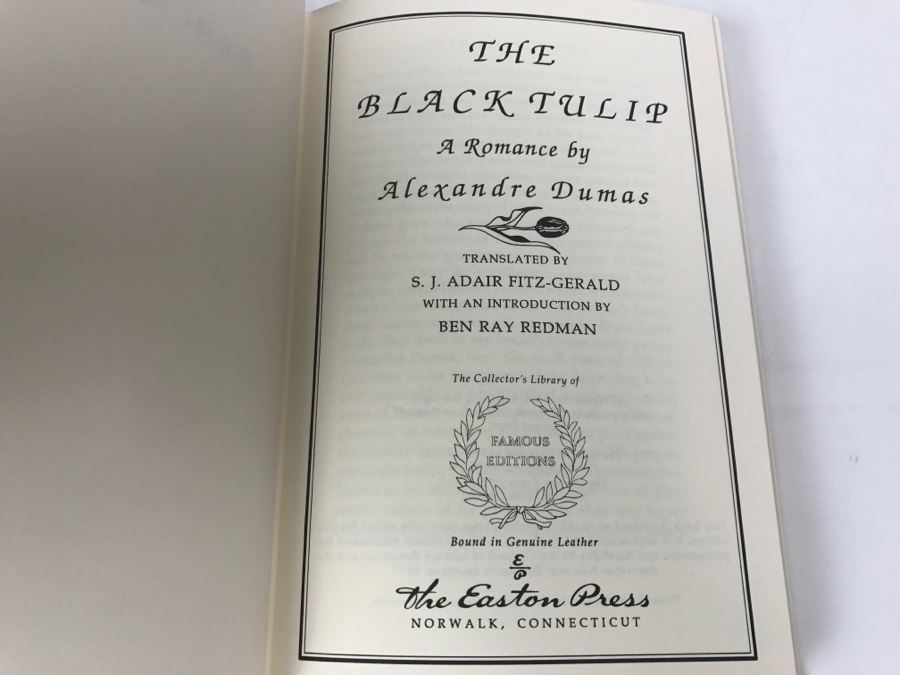 THE
BLACK TULIP
A Romance by
Alexandre Dumas
TRANSLATED BY
S. J. ADAIR FITZ-GERALD
WITH AN INTRODUCTION BY
BEN RAY REDMAN
The Collector's Library of
FAMOUS
EDITIONS
Bound in Genuine Leather
E
P
The Easton Press
NORWALK, CONNECTICUT